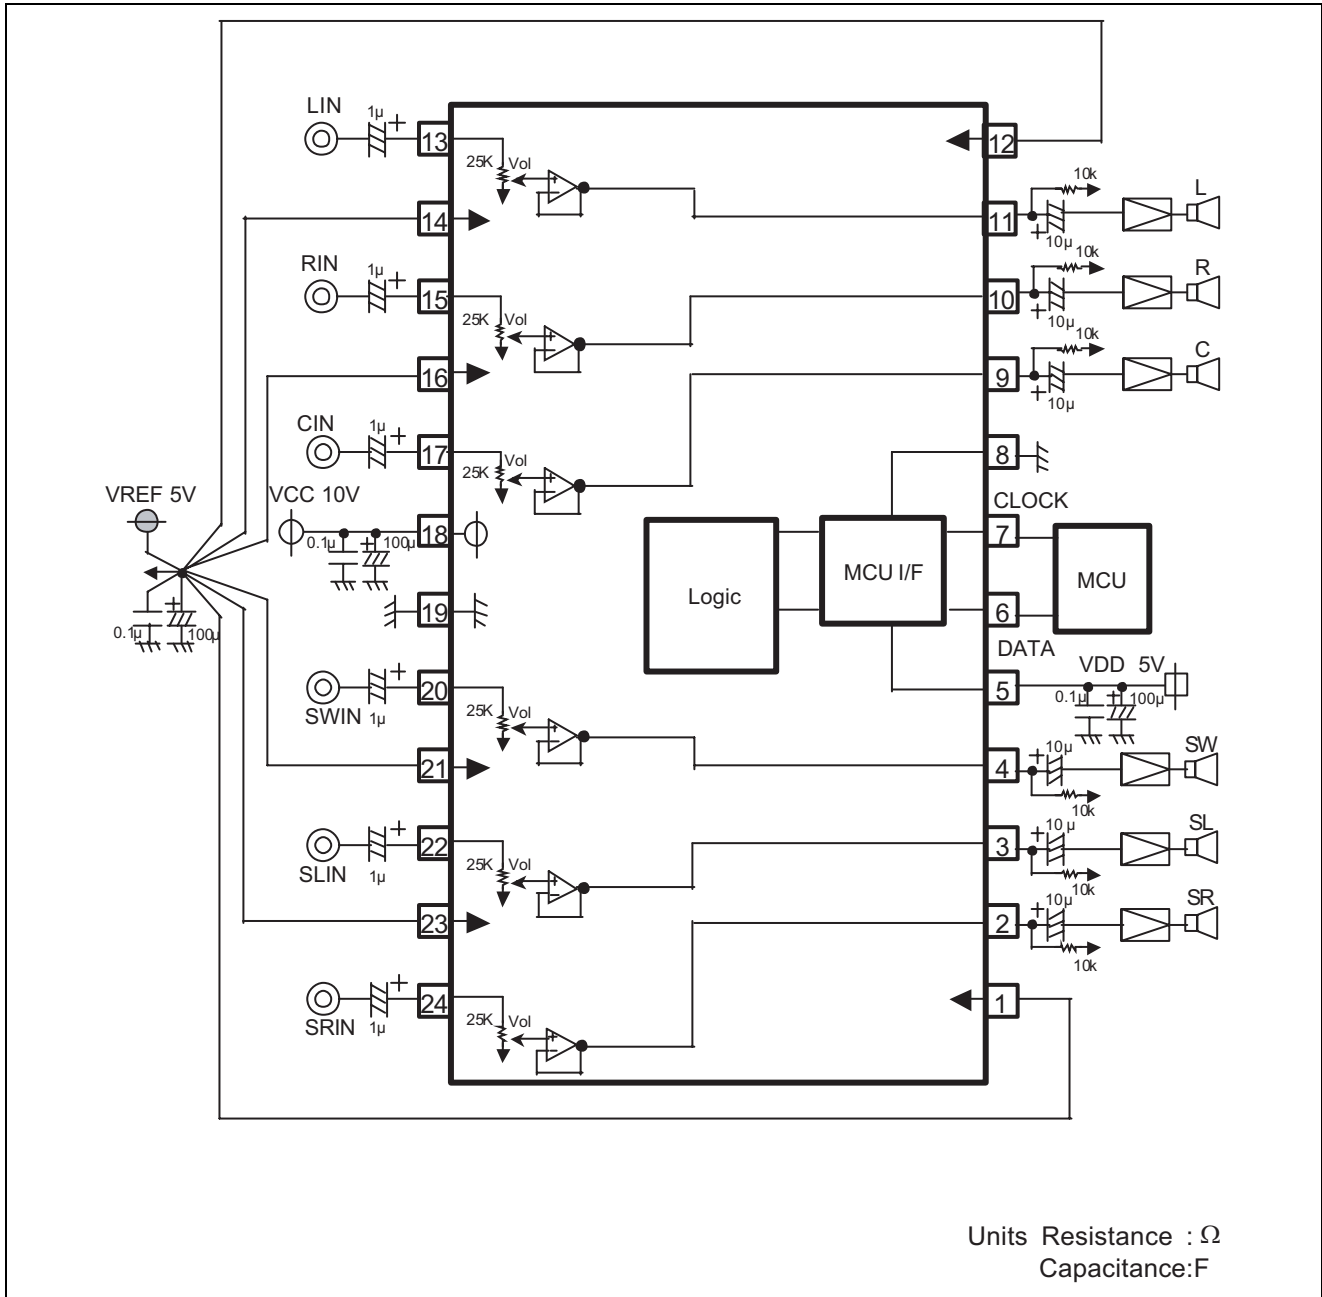 LIN
1µ +
13
12
25K Vol
10k
L
14
11
+ 10µ
RIN
1µ +
15
10
10k
R
25K Vol
+ 10µ
16
9
10k
C
+ 10µ
CIN
1µ +
17
8
25K Vol
VREF 5V
VCC 10V
CLOCK
18
7
0.1µ + 100µ
Logic
MCU I/F
MCU
0.1µ + 100µ
19
6
DATA
VDD 5V
SWIN
1µ +
20
5
0.1µ + 100µ
25K Vol
21
4
+ 10µ
SW
10k
SLIN
1µ +
22
3
+ 10 µ
SL
25K Vol
10k
23
2
+ 10µ
SR
10k
SRIN
1µ +
24
1
25K Vol
Units Resistance : Ω
Capacitance:F